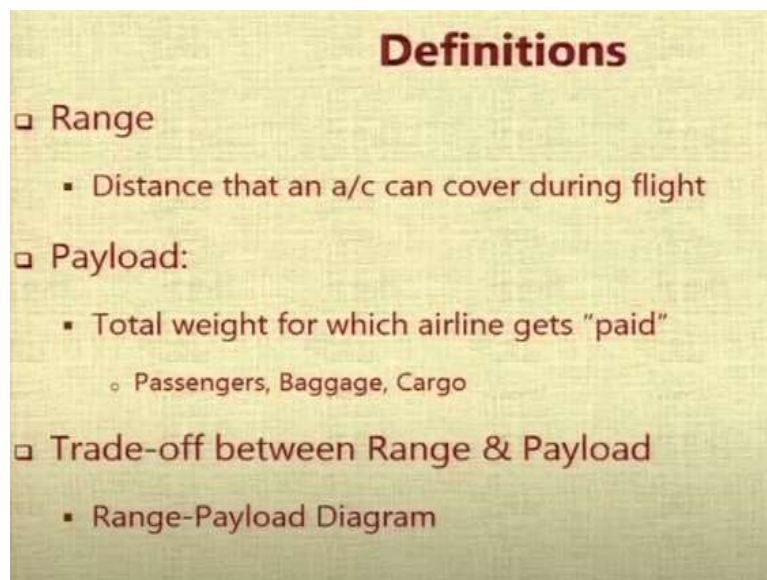 Definitions
Range
Distance that an a/c can cover during flight
Payload:
Total weight for which airline gets “paid”
Passengers, Baggage, Cargo
Trade-off between Range & Payload
Range-Payload Diagram